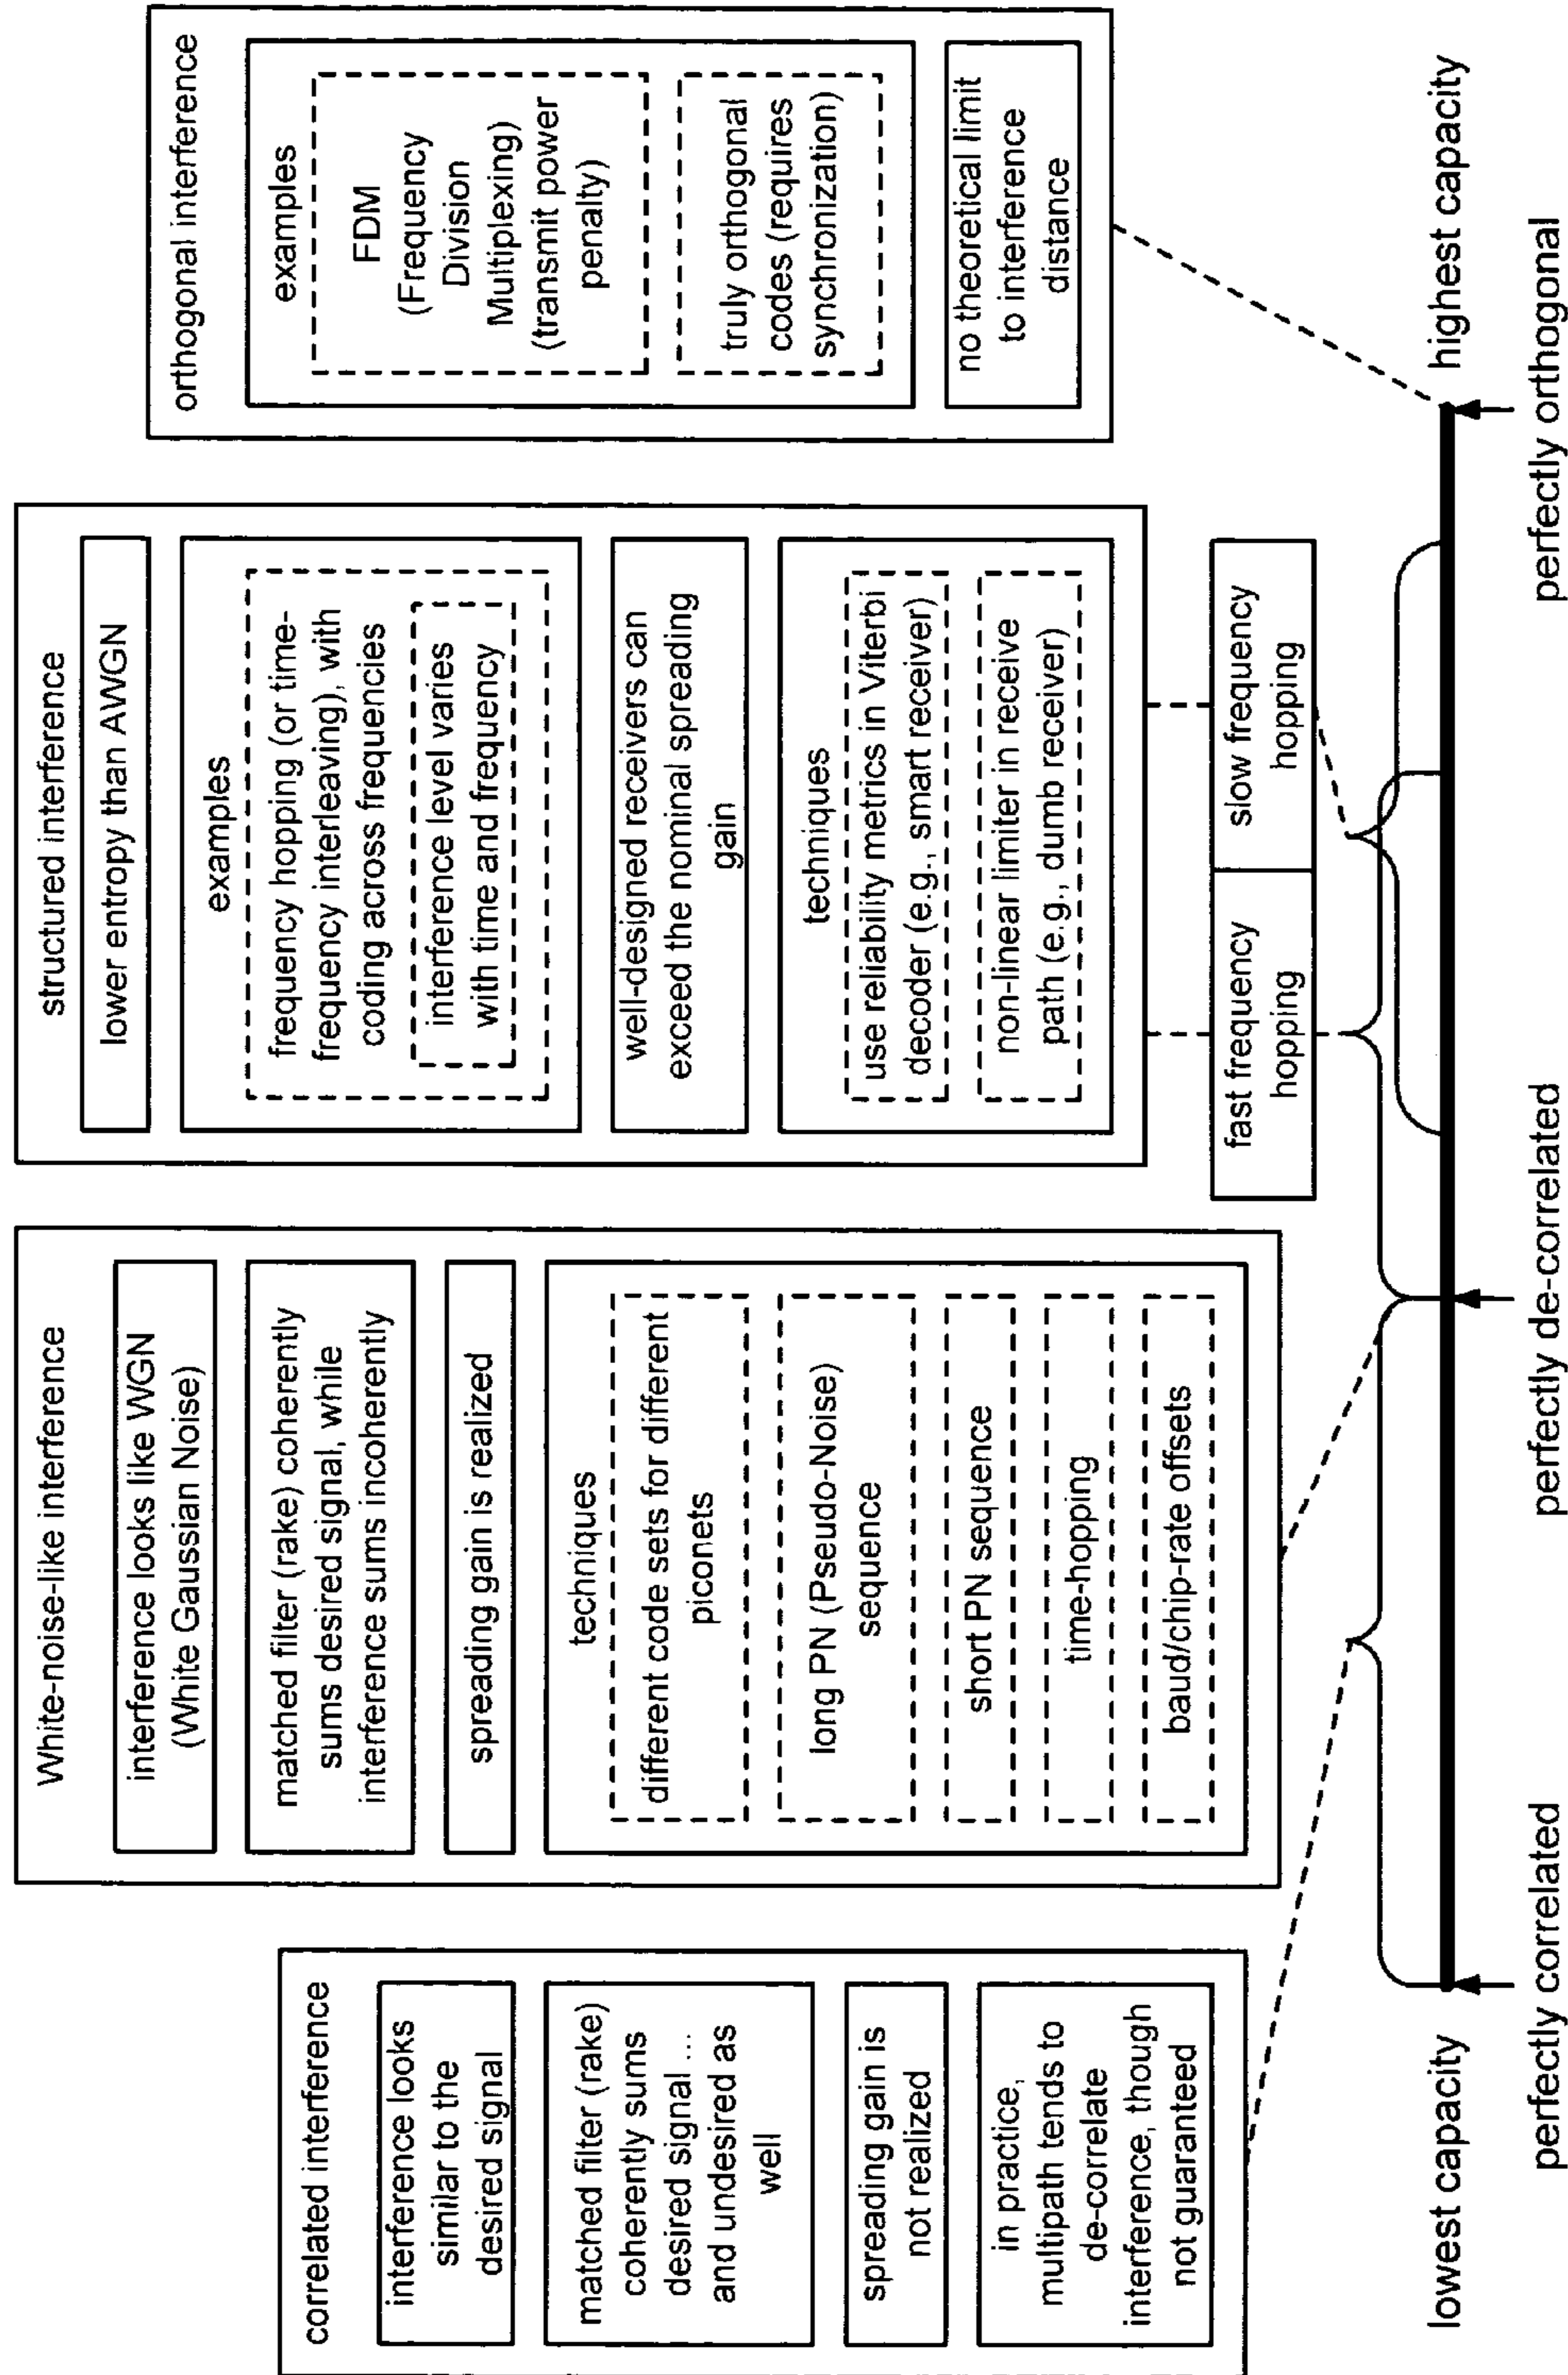 correlated interference
interference looks
similar to the
desired signal
matched filter (rake)
coherently sums
desired signal ...
and undesired as
well
spreading gain is
not realized
in practice,
multipath tends to
de-correlate
interference, though
not guaranteed
White-noise-like interference
interference looks like WGN
(White Gaussian Noise)
matched filter (rake) coherently
sums desired signal, while
interference sums incoherently
spreading gain is realized
techniques
different code sets for different
piconets
long PN (Pseudo-Noise)
sequence
short PN sequence
time-hopping
baud/chip-rate offsets
structured interference
lower entropy than AWGN
examples
frequency hopping (or time-
frequency interleaving), with
coding across frequencies
interference level varies
with time and frequency
well-designed receivers can
exceed the nominal spreading
gain
techniques
use reliability metrics in Viterbi
decoder (e.g., smart receiver)
non-linear limiter in receive
path (e.g., dumb receiver)
fast frequency
hopping
slow frequency
hopping
orthogonal interference
examples
FDM
(Frequency
Division
Multiplexing)
(transmit power
penalty)
truly orthogonal
codes (requires
synchronization)
no theoretical limit
to interference
distance
lowest capacity
highest capacity
perfectly correlated
perfectly de-correlated
perfectly orthogonal